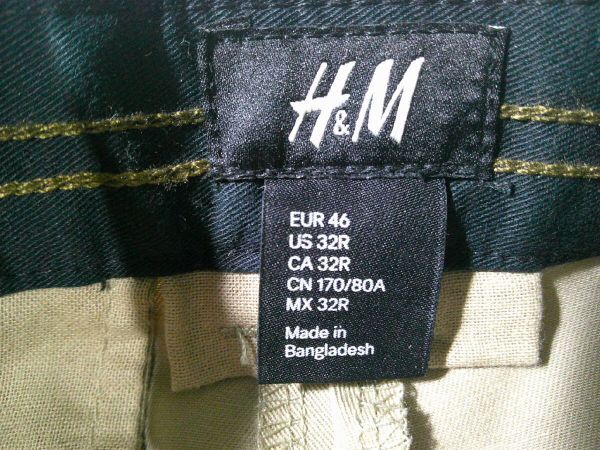 H&M
EUR 46
US 32R
CA 32R
CN 170/80A
MX 32R
Made in
Bangladesh